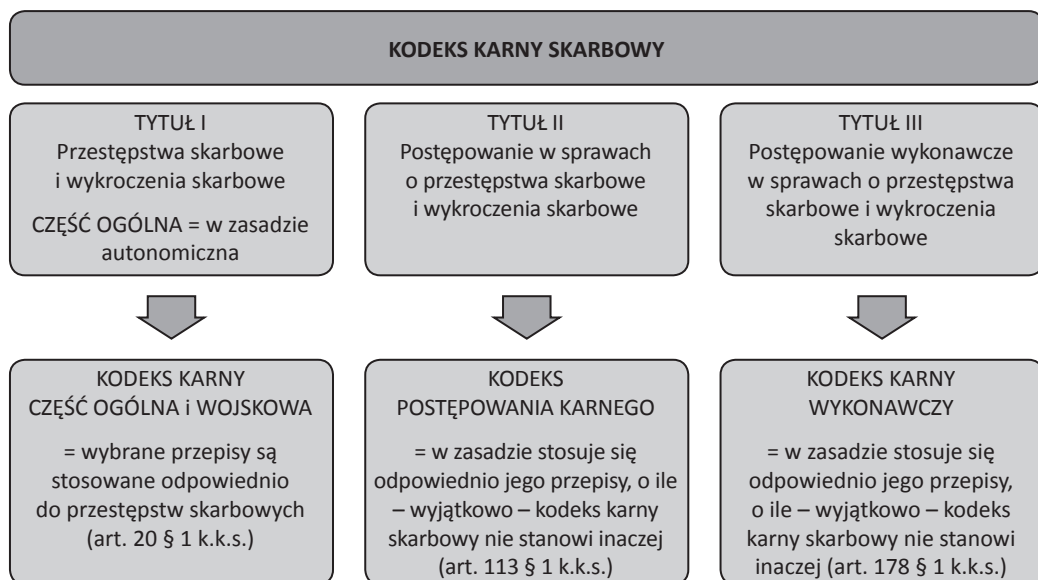 KODEKS KARNY SKARBOWY
TYTUŁ I
Przestępstwa skarbowe
i wykroczenia skarbowe
CZĘŚĆ OGÓLNA = w zasadzie
autonomiczna
TYTUŁ II
Postępowanie w sprawach
o przestępstwa skarbowe
i wykroczenia skarbowe
TYTUŁ III
Postępowanie wykonawcze
w sprawach o przestępstwa
skarbowe i wykroczenia
skarbowe
KODEKS KARNY
CZĘŚĆ OGÓLNA i WOJSKOWA
= wybrane przepisy są
stosowane odpowiednio
do przestępstw skarbowych
(art. 20 § 1 k.k.s.)
KODEKS
POSTĘPOWANIA KARNEGO
= w zasadzie stosuje się
odpowiednio jego przepisy, o ile
– wyjątkowo – kodeks karny
skarbowy nie stanowi inaczej
(art. 113 § 1 k.k.s.)
KODEKS KARNY
WYKONAWCZY
= w zasadzie stosuje się
odpowiednio jego przepisy,
o ile – wyjątkowo – kodeks
karny skarbowy nie stanowi
inaczej (art. 178 § 1 k.k.s.)